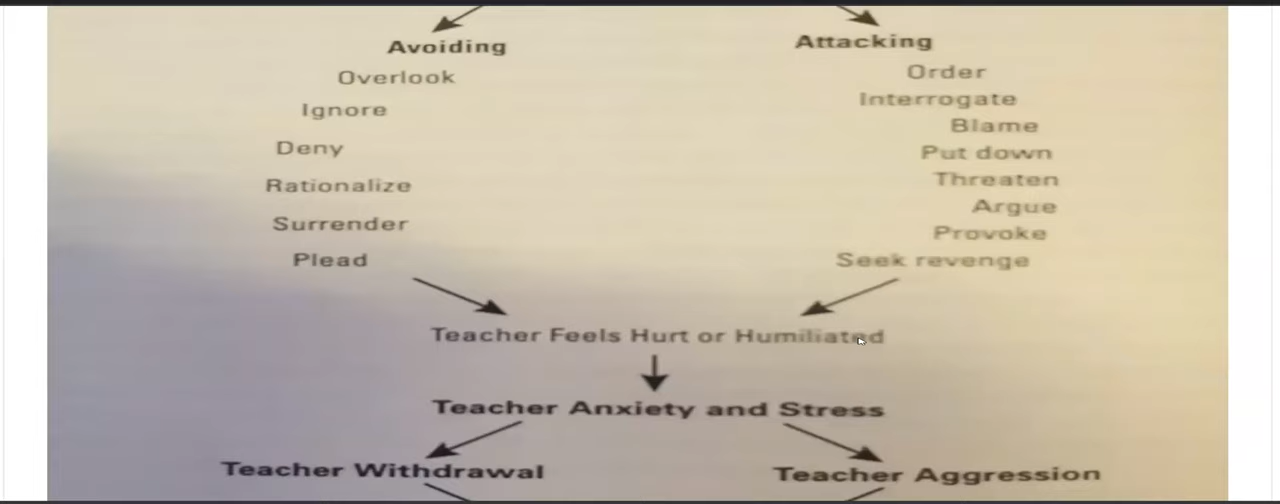 Avoiding
Overlook
Ignore
Deny
Rationalize
Surrender
Plead
Attacking
Order
Interrogate
Blame
Put down
Threaten
Argue
Provoke
Seek revenge
Teacher Feels Hurt or Humiliated
Teacher Anxiety and Stress
Teacher Withdrawal
Teacher Aggression